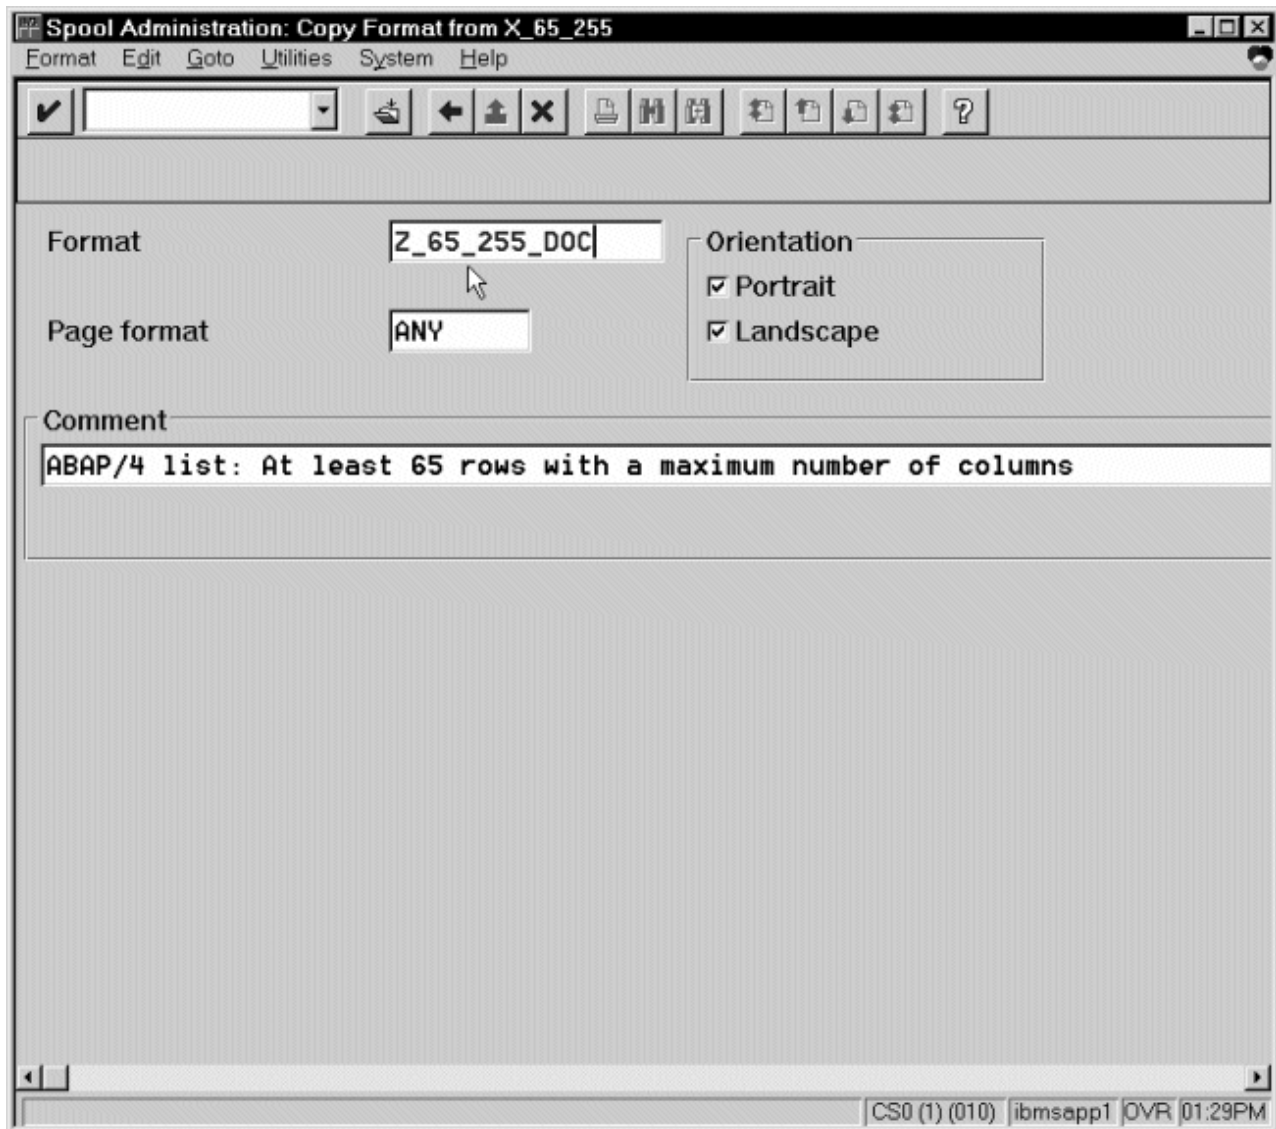 Spool Administration: Copy Format from X_65_255
Format Edit Goto Utilities System Help
Format Z_65_255_DOC Orientation
Portrait
Page format ANY Landscape
Comment
ABAP/4 list: At least 65 rows with a maximum number of columns
CS0 (1) (010) ibmsapp1 OVR 01:29PM